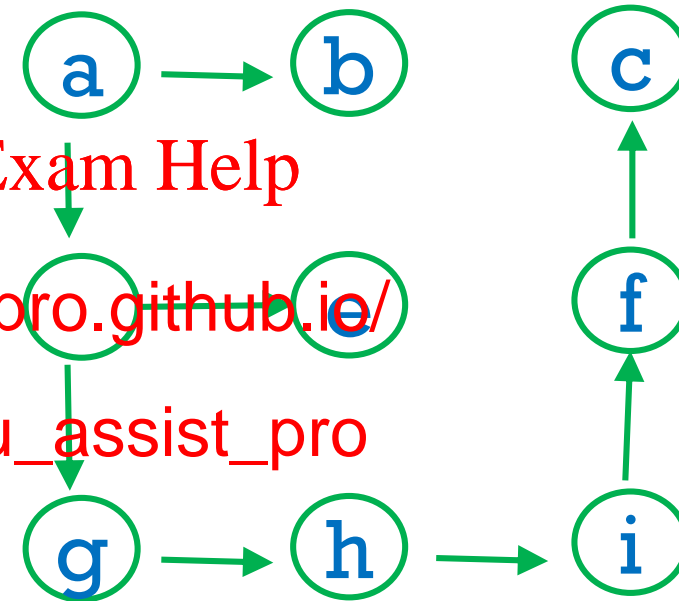 a b c
Exam Help
pro.github.io/
e f
u_assist_pro
g h i